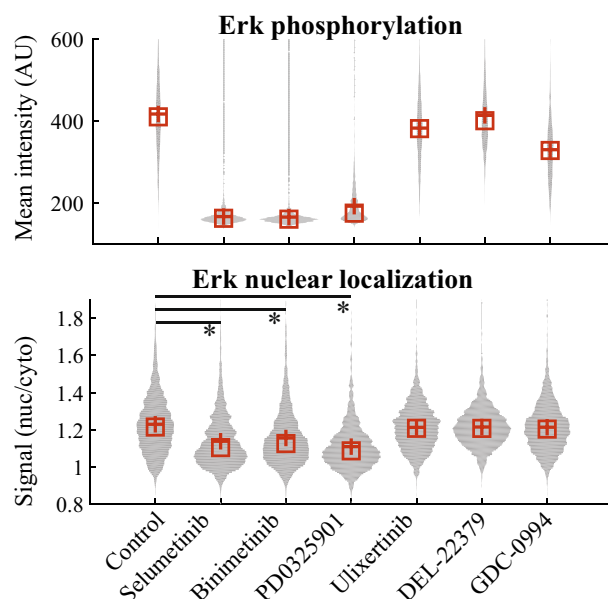 Erk phosphorylation
Mean intensity (AU)
600
400
200
Erk nuclear localization
Signal (nuc/cyto)
1.8
1.6
1.4
1.2
1
0.8
*
*
*
Control
Selumetinib
Binimetinib
PD0325901
Ulixertinib
DEL-22379
GDC-0994